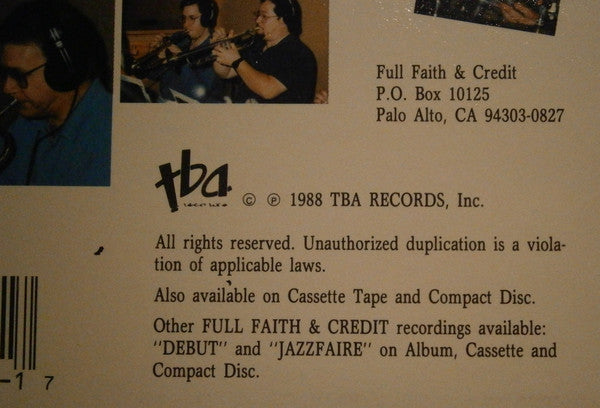 Full Faith & Credit
P.O. Box 10125
Palo Alto, CA 94303-0827
tba
© ℗ 1988 TBA RECORDS, Inc.
All rights reserved. Unauthorized duplication is a viola-
tion of applicable laws.
Also available on Cassette Tape and Compact Disc.
Other FULL FAITH & CREDIT recordings available:
"DEBUT" and "JAZZFAIRE" on Album, Cassette and
Compact Disc.
-1 7